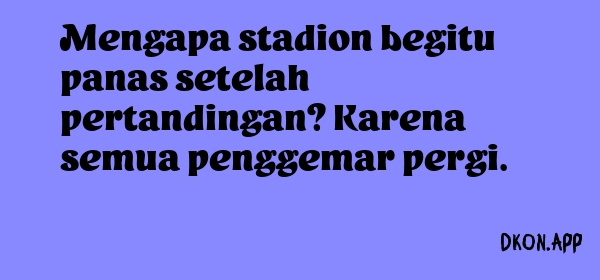 Mengapa stadion begitu
panas setelah
pertandingan? Karena
semua penggemar pergi.
DKON.APP